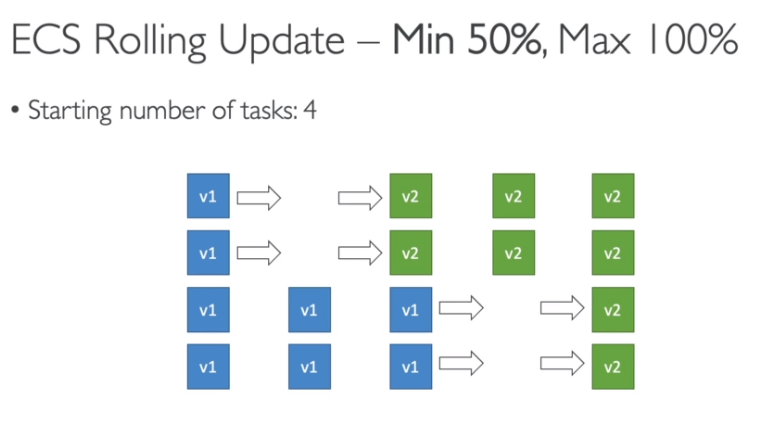 ECS Rolling Update – Min 50%, Max 100%
• Starting number of tasks: 4
v1 v2 v2 v2
v1 v2 v2 v2
v1 v1 v1 v2
v1 v1 v1 v2